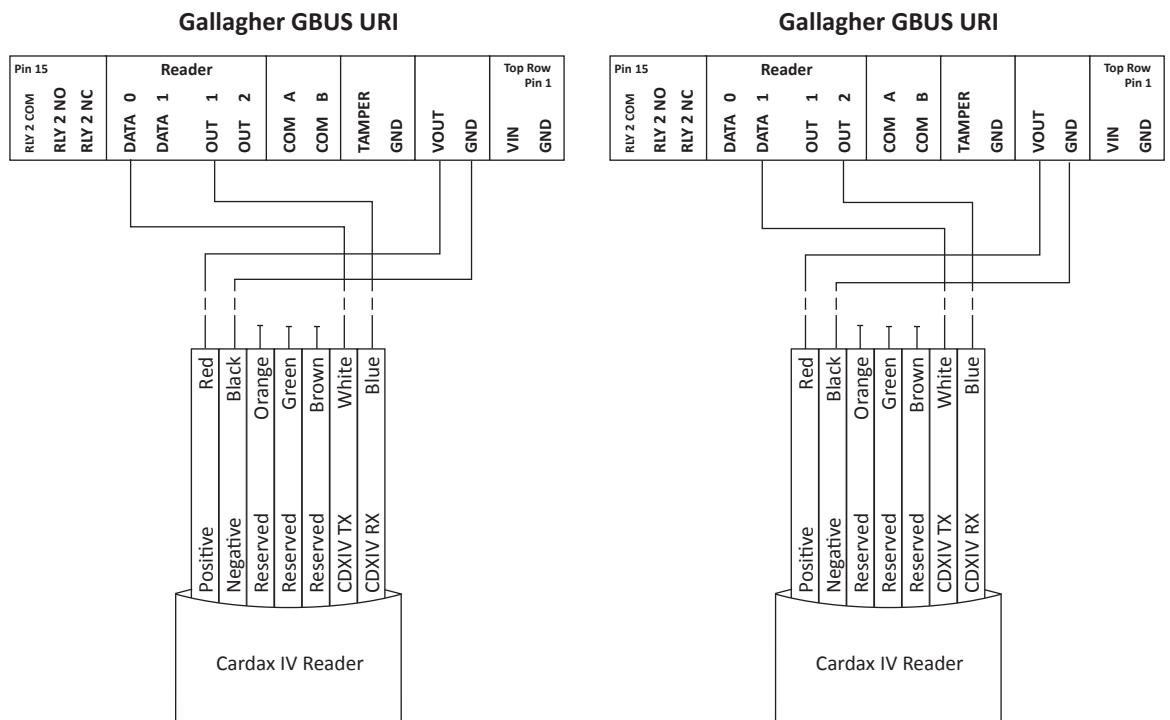 Gallagher GBUS URI
Pin 15
Reader
Top Row
Pin 1
RLY 2 COM
RLY 2 NO
RLY 2 NC
DATA 0
DATA 1
OUT 1
OUT 2
COM A
COM B
TAMPER
GND
VOUT
GND
VIN
GND
Red
Black
Orange
Green
Brown
White
Blue
Positive
Negative
Reserved
Reserved
Reserved
CDXIV TX
CDXIV RX
Cardax IV Reader
Gallagher GBUS URI
Pin 15
Reader
Top Row
Pin 1
RLY 2 COM
RLY 2 NO
RLY 2 NC
DATA 0
DATA 1
OUT 1
OUT 2
COM A
COM B
TAMPER
GND
VOUT
GND
VIN
GND
Red
Black
Orange
Green
Brown
White
Blue
Positive
Negative
Reserved
Reserved
Reserved
CDXIV TX
CDXIV RX
Cardax IV Reader